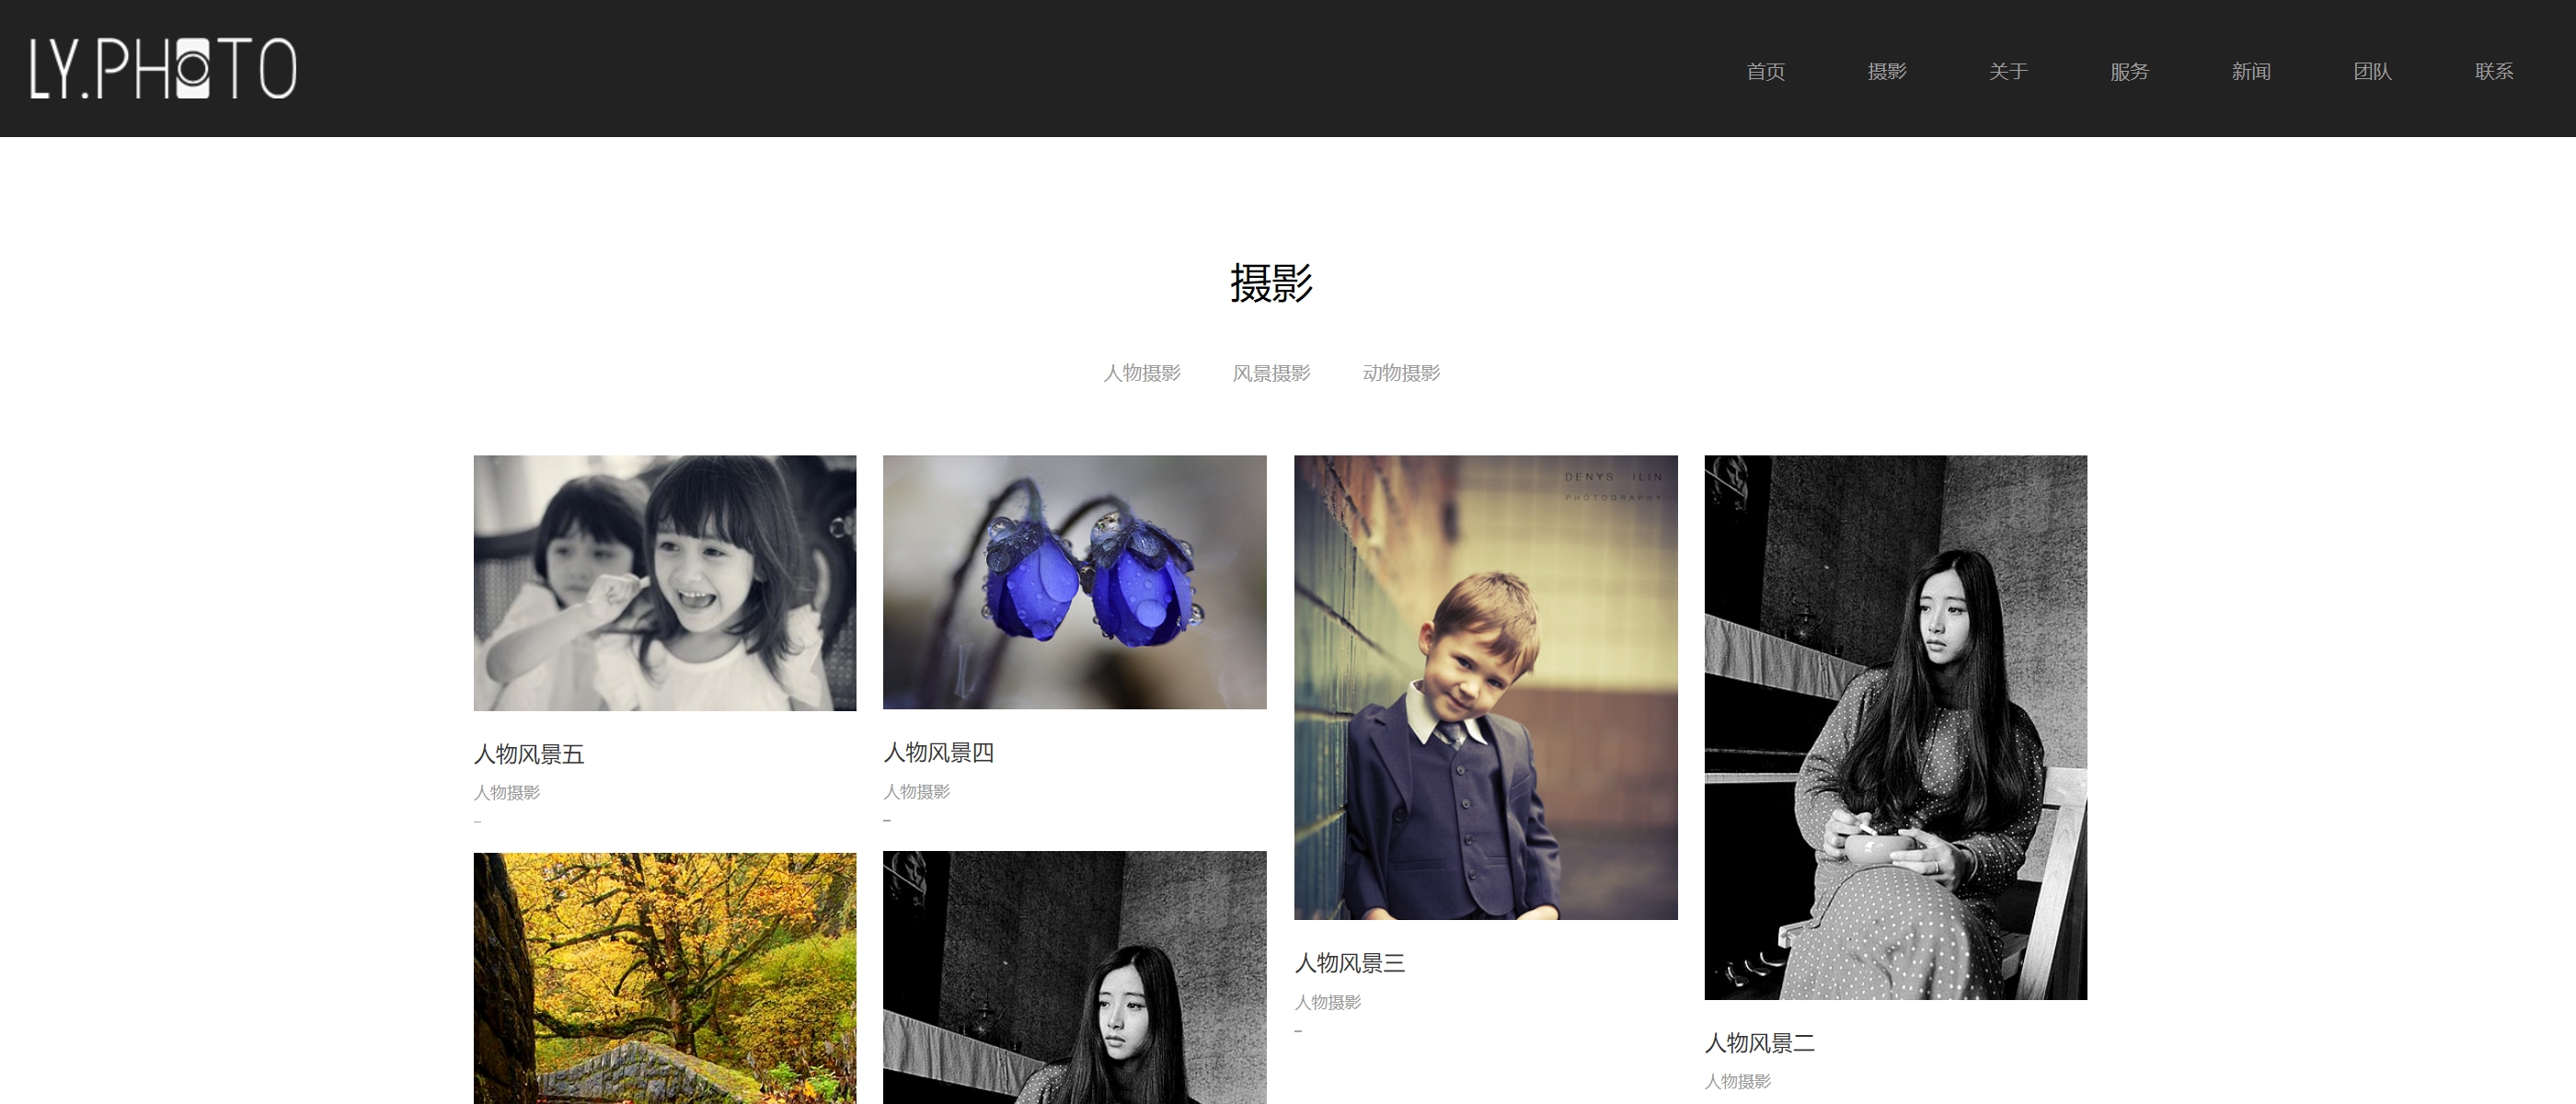 LY.PHOTO
首页 摄影 关于 服务 新闻 团队 联系
摄影
人物摄影 风景摄影 动物摄影
DENYS ILIN
PHOTOGRAPHY
人物风景五
人物摄影
–
人物风景四
人物摄影
–
人物风景三
人物摄影
–
人物风景二
人物摄影